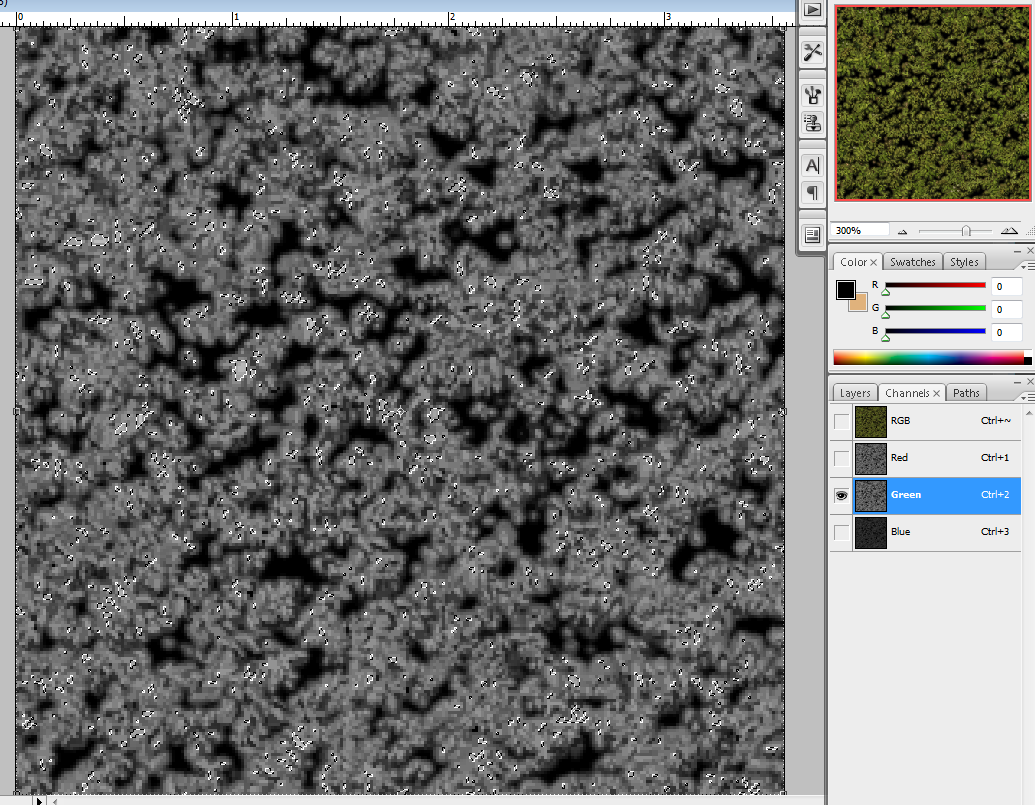 0 1 2 3
300%
Color × Swatches Styles
R 0
G 0
B 0
Layers Channels × Paths
RGB Ctrl+~
Red Ctrl+1
Green Ctrl+2
Blue Ctrl+3